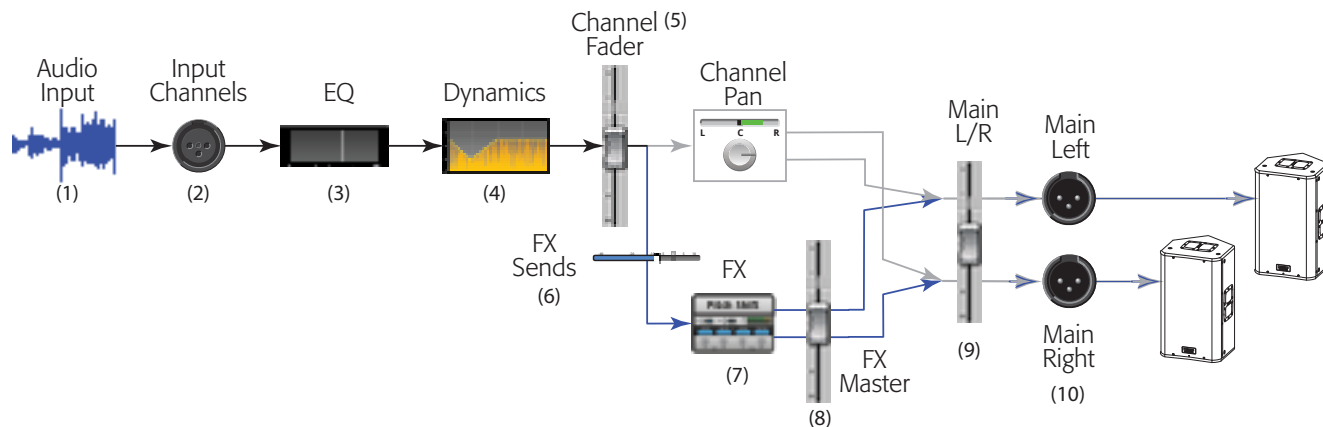 Audio
Input
(1)
Input
Channels
(2)
EQ
(3)
Dynamics
(4)
Channel (5)
Fader
Channel
Pan
L C R
FX
Sends
(6)
FX
(7)
(8)
FX
Master
Main
L/R
(9)
Main
Left
Main
Right
(10)